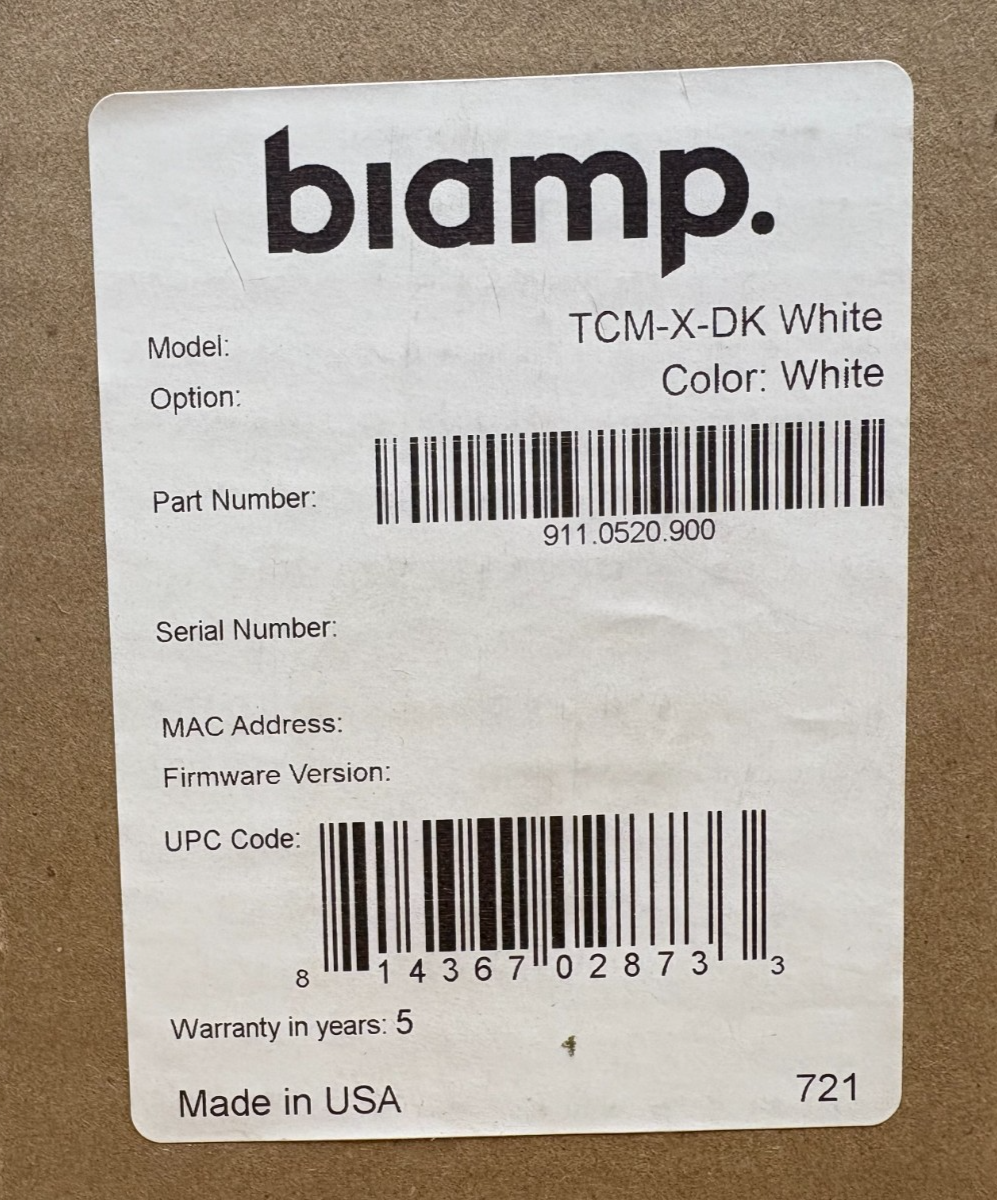 biamp.
Model: TCM-X-DK White
Option: Color: White
Part Number:
911.0520.900
Serial Number:
MAC Address:
Firmware Version:
UPC Code:
8 14367 02873 3
Warranty in years: 5
Made in USA 721